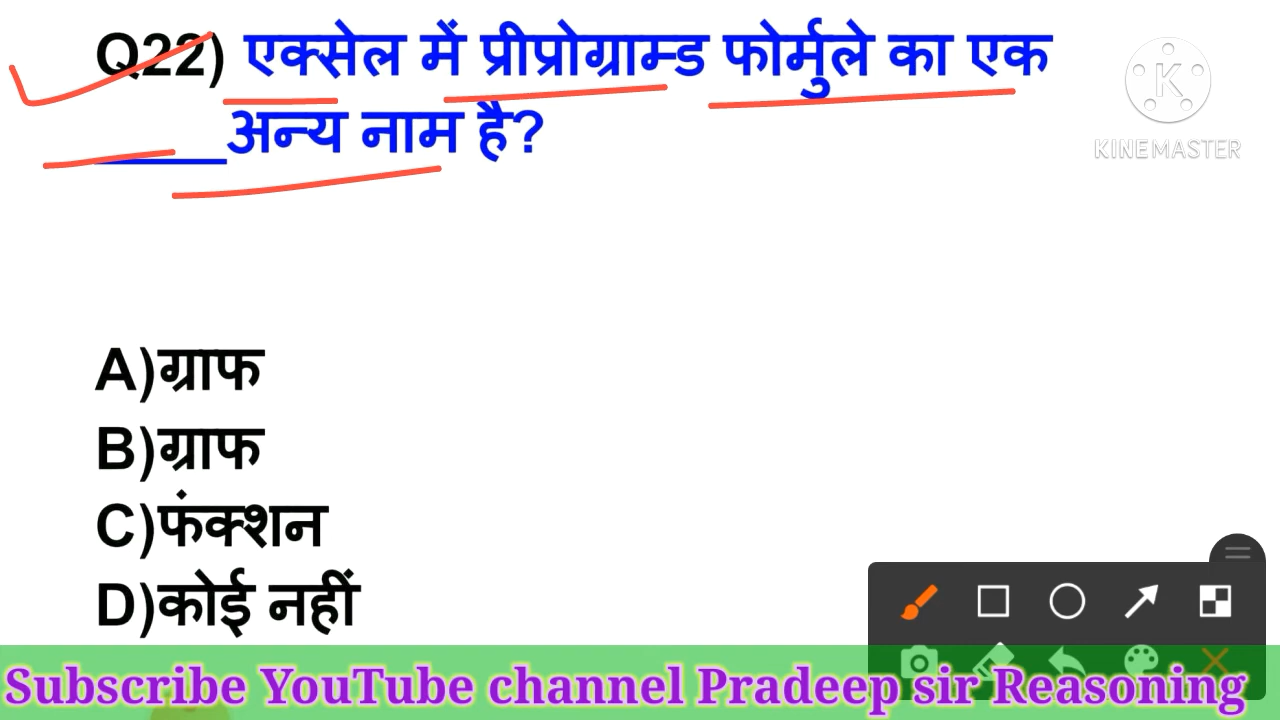 Q22) एक्सेल में प्रीप्रोग्राम्ड फोर्मुले का एक
____अन्य नाम है?
K
KINEMASTER
A)ग्राफ
B)ग्राफ
C)फंक्शन
D)कोई नहीं
Subscribe YouTube channel Pradeep sir Reasoning